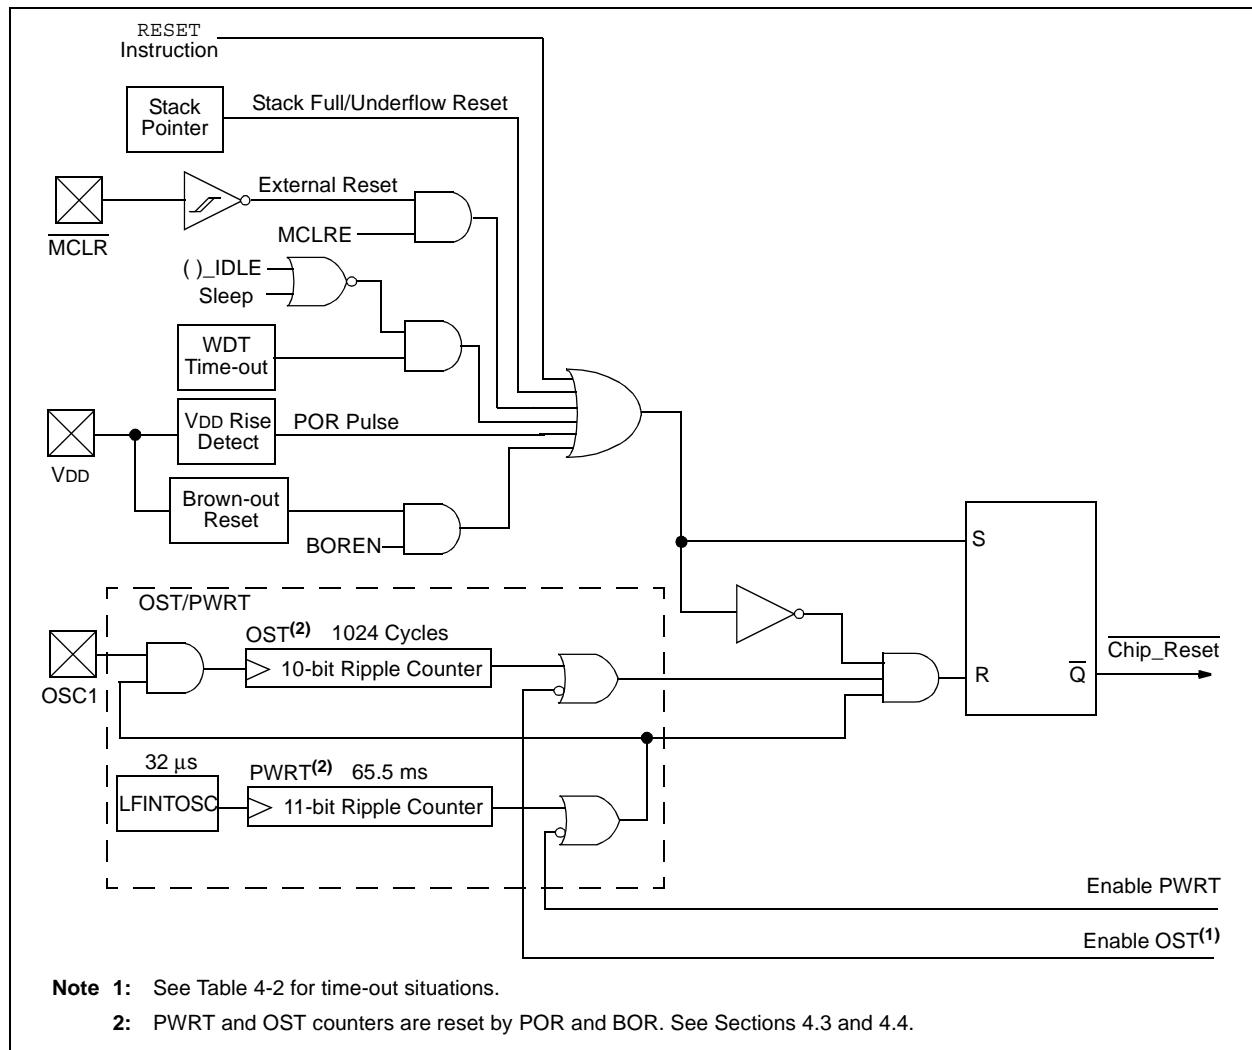 RESET
Instruction
Stack
Pointer
Stack Full/Underflow Reset
External Reset
MCLR
MCLRE
( )_IDLE
Sleep
WDT
Time-out
VDD Rise
Detect
POR Pulse
VDD
Brown-out
Reset
BOREN
S
OST/PWRT
OST(2) 1024 Cycles
10-bit Ripple Counter
OSC1
R
Q
Chip_Reset
32 μs
PWRT(2) 65.5 ms
LFINTOSC
11-bit Ripple Counter
Enable PWRT
Enable OST(1)
Note 1: See Table 4-2 for time-out situations.
2: PWRT and OST counters are reset by POR and BOR. See Sections 4.3 and 4.4.